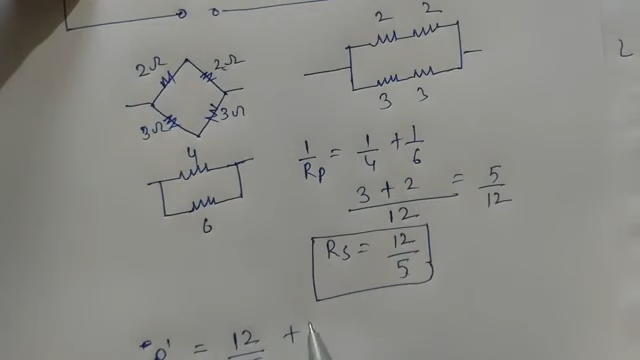 2 2
2Ω 2Ω
3Ω 3Ω
3 3
4
6
1/Rp = 1/4 + 1/6
3 + 2/12 = 5/12
Rs = 12/5
= 12 +